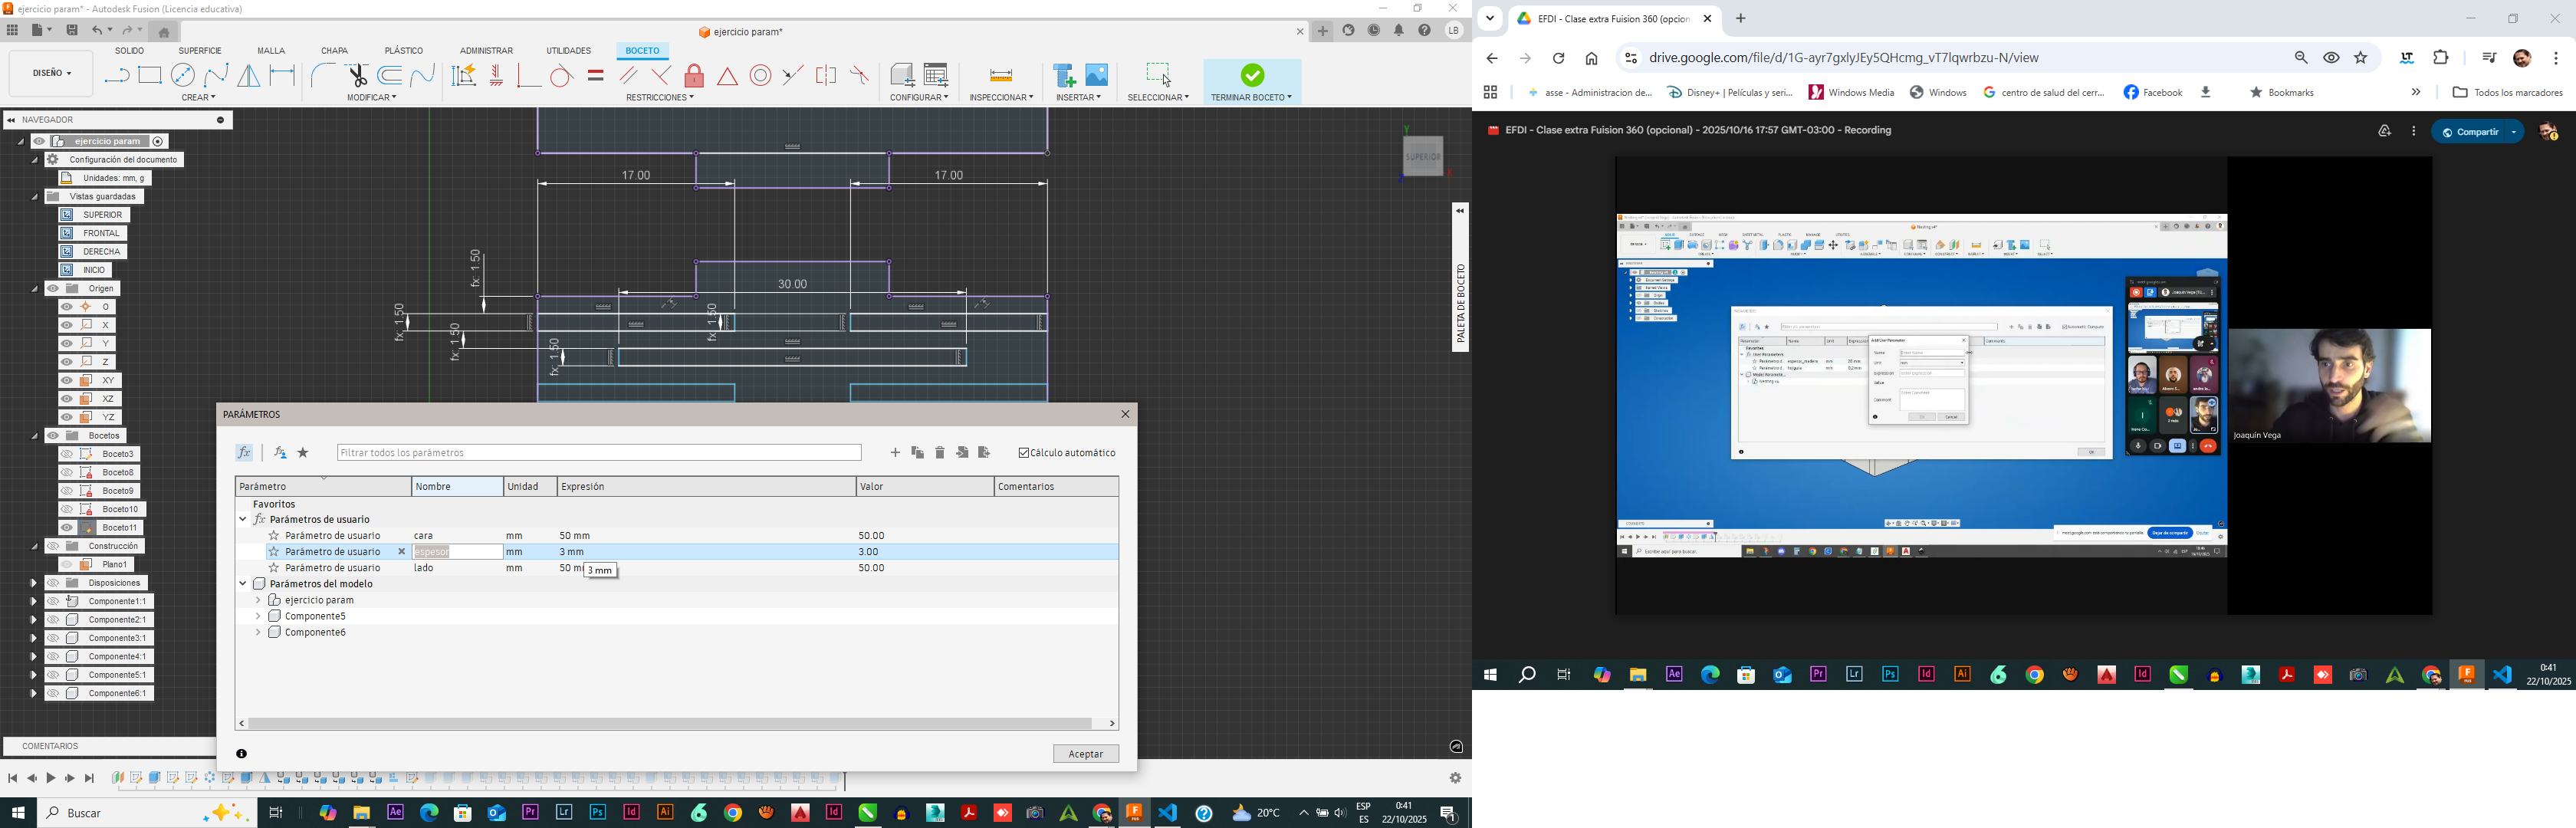 ejercicio param* - Autodesk Fusion (Licencia educativa)
ejercicio param*
LB
DISEÑO
SOLIDO
SUPERFICIE
MALLA
CHAPA
PLÁSTICO
ADMINISTRAR
UTILIDADES
BOCETO
CREAR
MODIFICAR
RESTRICCIONES
CONFIGURAR
INSPECCIONAR
INSERTAR
SELECCIONAR
TERMINAR BOCETO
NAVEGADOR
ejercicio param
Configuración del documento
Unidades: mm, g
Vistas guardadas
SUPERIOR
FRONTAL
DERECHA
INICIO
Origen
O
X
Y
Z
XY
XZ
YZ
Bocetos
Boceto3
Boceto8
Boceto9
Boceto10
Boceto11
Construcción
Plano1
Disposiciones
Componente1:1
Componente2:1
Componente3:1
Componente4:1
Componente5:1
Componente6:1
COMENTARIOS
17.00
17.00
30.00
fx: 1.50
fx: 1.50
fx: 1.50
fx: 1.50
fx: 1.50
Y
SUPERIOR
PALETA DE BOCETO
PARÁMETROS
Filtrar todos los parámetros
Cálculo automático
Parámetro Nombre Unidad Expresión Valor Comentarios
Favoritos
Parámetros de usuario
Parámetro de usuario cara mm 50 mm 50.00
Parámetro de usuario espesor mm 3 mm 3.00
Parámetro de usuario lado mm 50 m 50.00
3 mm
Parámetros del modelo
ejercicio param
Componente5
Componente6
Aceptar
Buscar
20°C
ESP
ES
0:41
22/10/2025
EFDI - Clase extra Fuision 360 (opcion
drive.google.com/file/d/1G-ayr7gxlyJEy5QHcmg_vT7lqwrbzu-N/view
asse - Administracion de...
Disney+ | Películas y seri...
Windows Media
Windows
centro de salud del cerr...
Facebook
Bookmarks
Todos los marcadores
EFDI - Clase extra Fuision 360 (opcional) - 2025/10/16 17:57 GMT-03:00 - Recording
Compartir
Add User Parameter
Joaquín Vega
0:41
22/10/2025